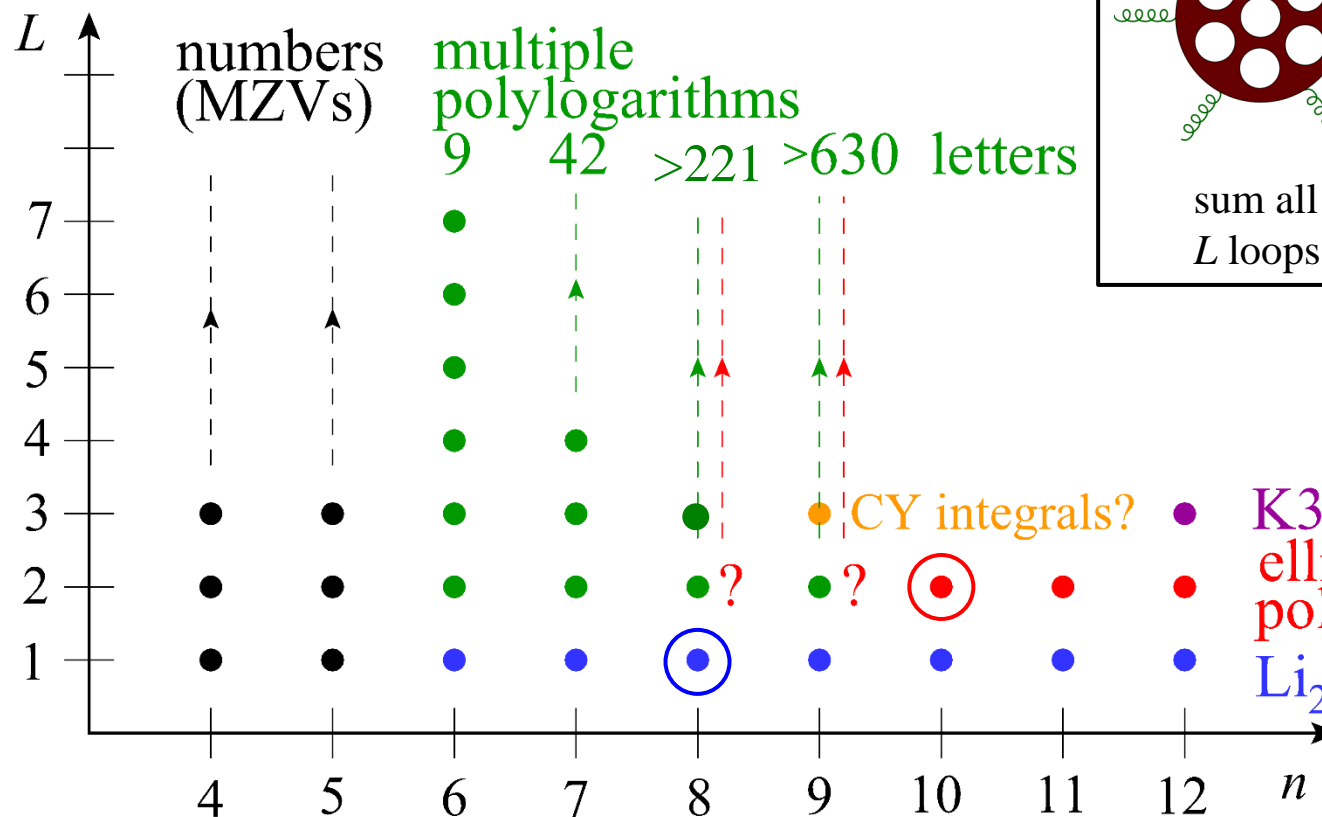 L
numbers
(MZVs)
multiple
polylogarithms
9 42 >221 >630 letters
sum all
L loops
7
6
5
4
3
CY integrals?
K3
2
? ?
1
Li2
4 5 6 7 8 9 10 11 12 n